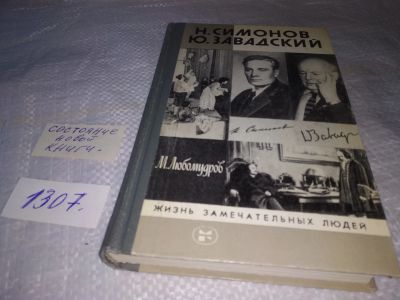 Н. СИМОНОВ
Ю. ЗАВАДСКИЙ
М. Любомудров
ЖИЗНЬ ЗАМЕЧАТЕЛЬНЫХ ЛЮДЕЙ
СОСТОЯНИЕ
НОВОЙ
КНИГИ.
1307.